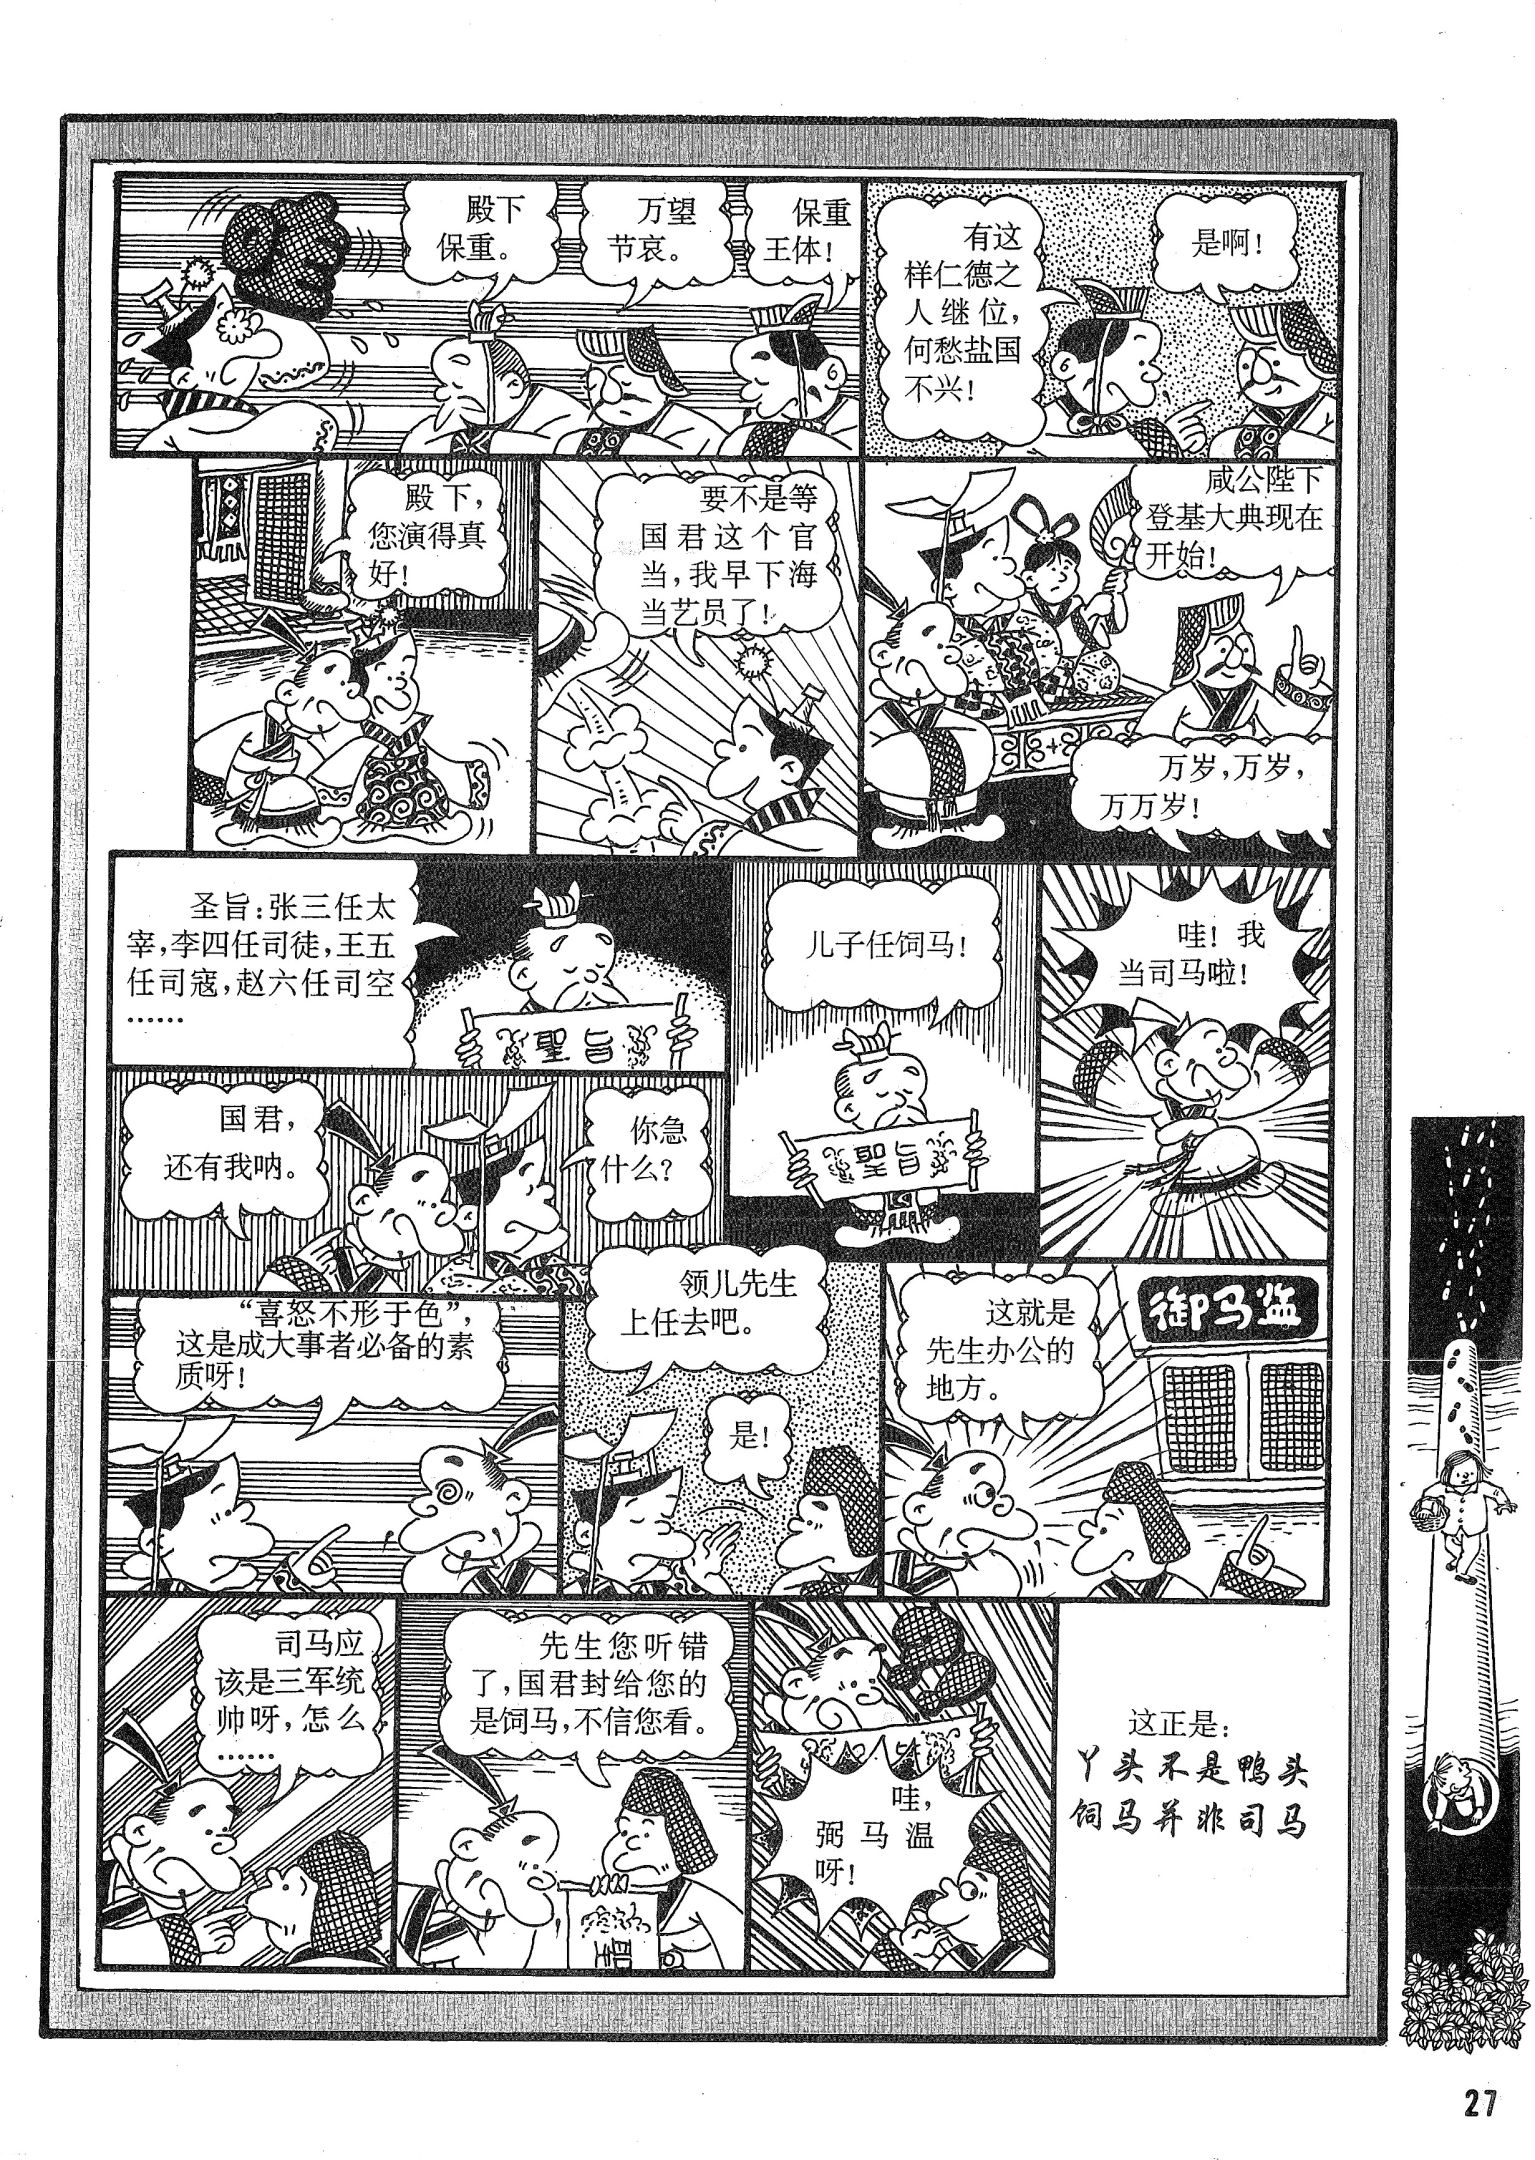 殿下
保重。
万望
节哀。
保重
王体！
有这
样仁德之
人继位，
何愁盐国
不兴！
是啊！
殿下，
您演得真
好！
要不是等
国君这个官
当，我早下海
当艺员了！
咸公陛下
登基大典现在
开始！
万岁，万岁，
万万岁！
圣旨：张三任太
宰，李四任司徒，王五
任司寇，赵六任司空
……
聖旨
儿子任饲马！
聖旨
哇！我
当司马啦！
国君，
还有我呐。
你急
什么？
“喜怒不形于色”，
这是成大事者必备的素
质呀！
领儿先生
上任去吧。
是！
这就是
先生办公的
地方。
御马监
司马应
该是三军统
帅呀，怎么
……
先生您听错
了，国君封给您的
是饲马，不信您看。
哇，
弼马温
呀！
这正是：
丫头不是鸭头
饲马并非司马
27